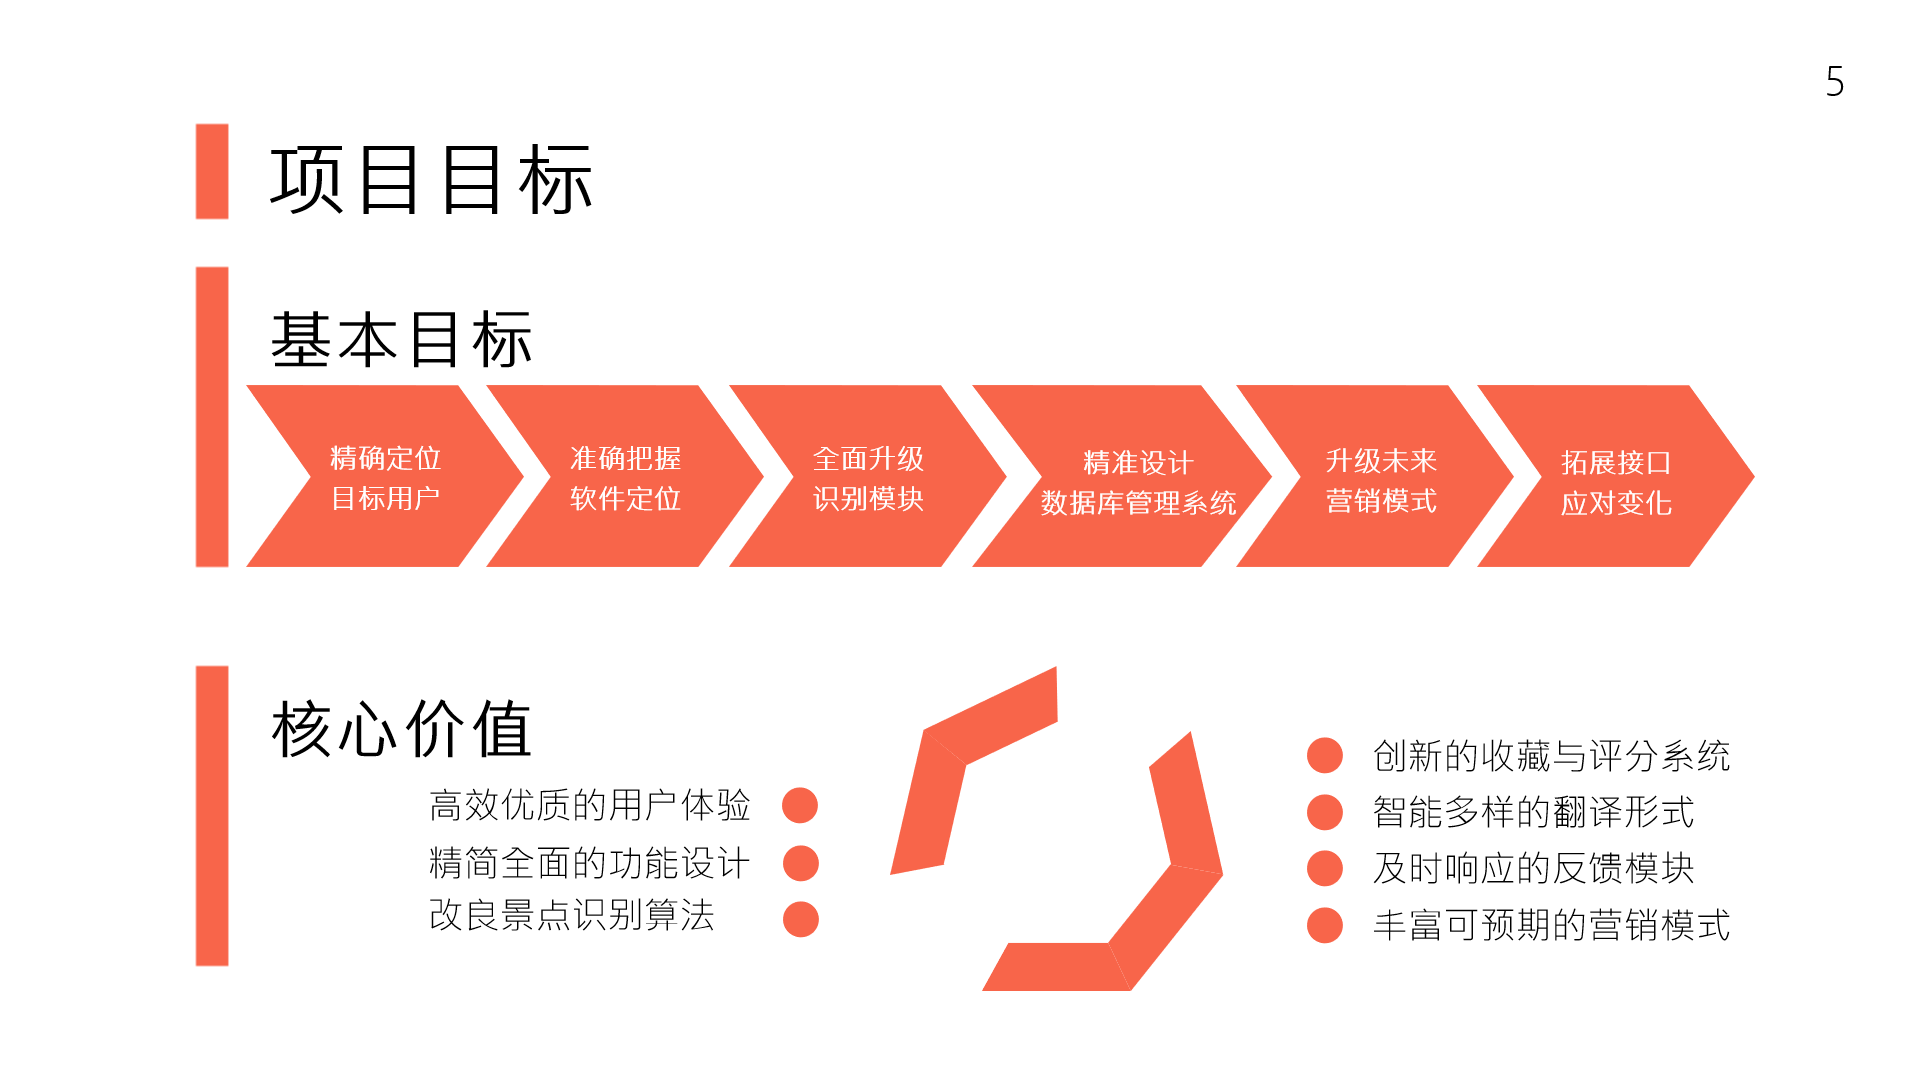 5
项目目标
基本目标
精确定位
目标用户
准确把握
软件定位
全面升级
识别模块
精准设计
数据库管理系统
升级未来
营销模式
拓展接口
应对变化
核心价值
高效优质的用户体验
精简全面的功能设计
改良景点识别算法
创新的收藏与评分系统
智能多样的翻译形式
及时响应的反馈模块
丰富可预期的营销模式